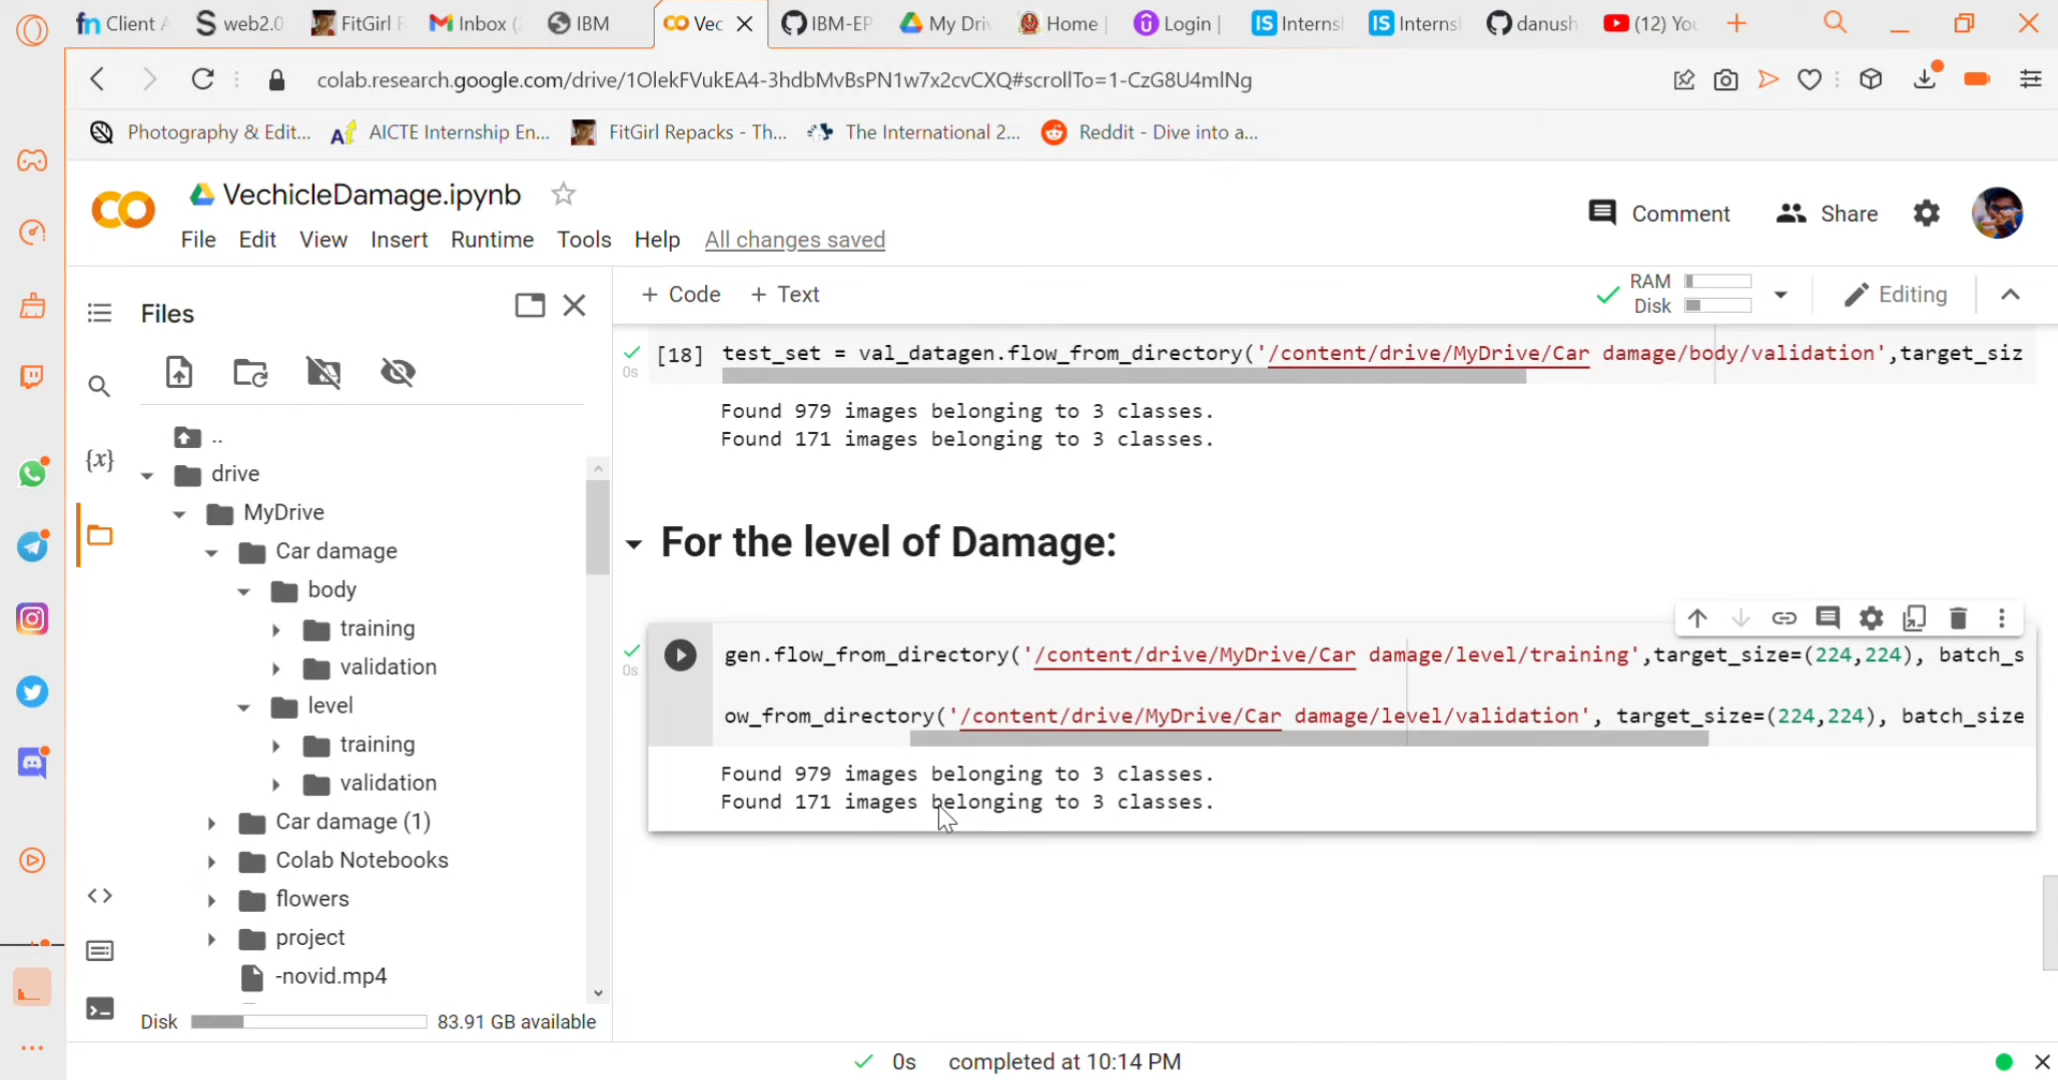 Client A
web2.0
FitGirl F
Inbox (
IBM
Vec
IBM-EP
My Driv
Home |
Login |
Interns
Interns
danush
(12) You
colab.research.google.com/drive/1OlekFVukEA4-3hdbMvBsPN1w7x2cvCXQ#scrollTo=1-CzG8U4mlNg
Photography & Edit...
AICTE Internship En...
FitGirl Repacks - Th...
The International 2...
Reddit - Dive into a...
VechicleDamage.ipynb
Comment
Share
File Edit View Insert Runtime Tools Help All changes saved
Files
+ Code + Text
RAM
Disk
Editing
[18] test_set = val_datagen.flow_from_directory('/content/drive/MyDrive/Car damage/body/validation',target_siz
0s
Found 979 images belonging to 3 classes.
Found 171 images belonging to 3 classes.
For the level of Damage:
gen.flow_from_directory('/content/drive/MyDrive/Car damage/level/training',target_size=(224,224), batch_s
0s
ow_from_directory('/content/drive/MyDrive/Car damage/level/validation', target_size=(224,224), batch_size
Found 979 images belonging to 3 classes.
Found 171 images belonging to 3 classes.
{x}
..
drive
MyDrive
Car damage
body
training
validation
level
training
validation
Car damage (1)
Colab Notebooks
flowers
project
-novid.mp4
Disk
83.91 GB available
0s completed at 10:14 PM